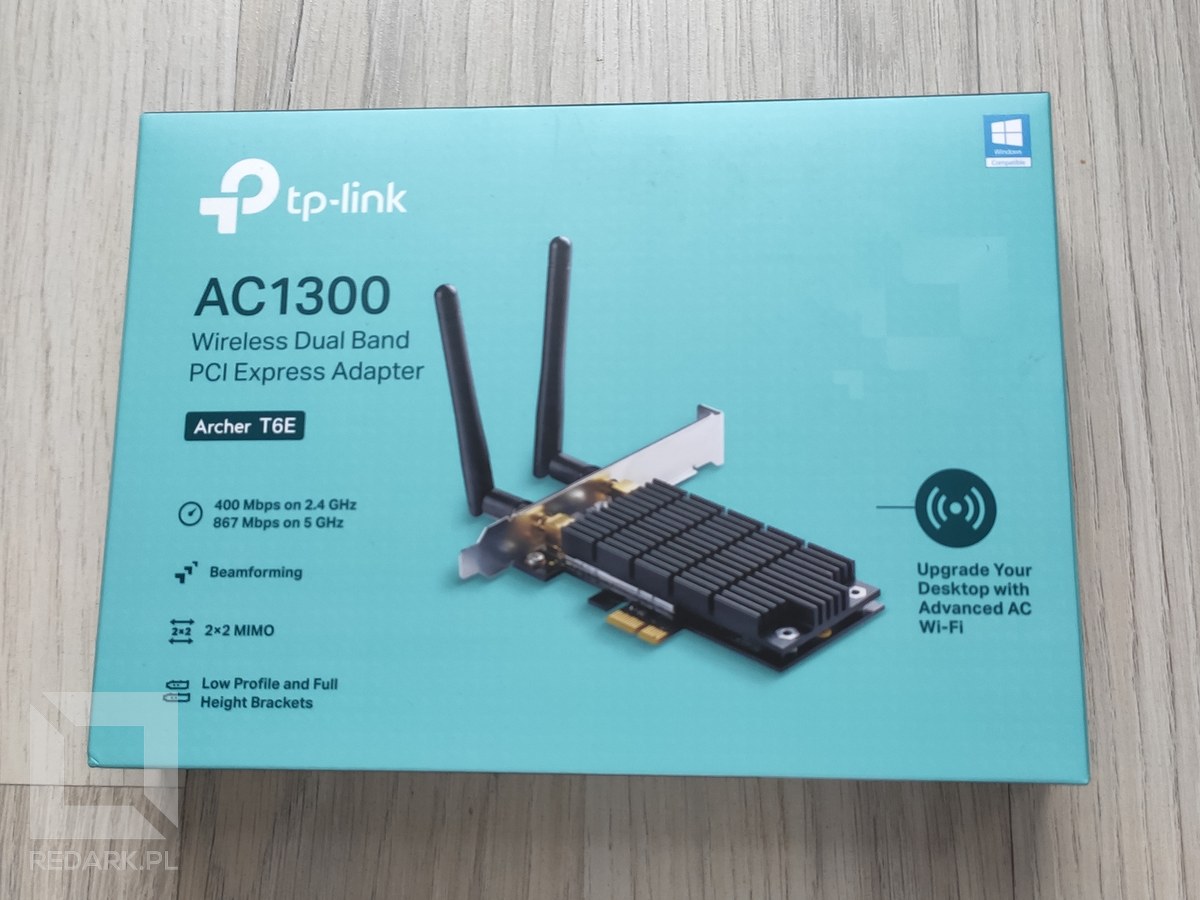 Windows
Compatible
tp-link
AC1300
Wireless Dual Band
PCI Express Adapter
Archer T6E
400 Mbps on 2.4 GHz
867 Mbps on 5 GHz
Beamforming
2×2
2×2 MIMO
Low Profile and Full
Height Brackets
Upgrade Your
Desktop with
Advanced AC
Wi-Fi
REDARK.PL